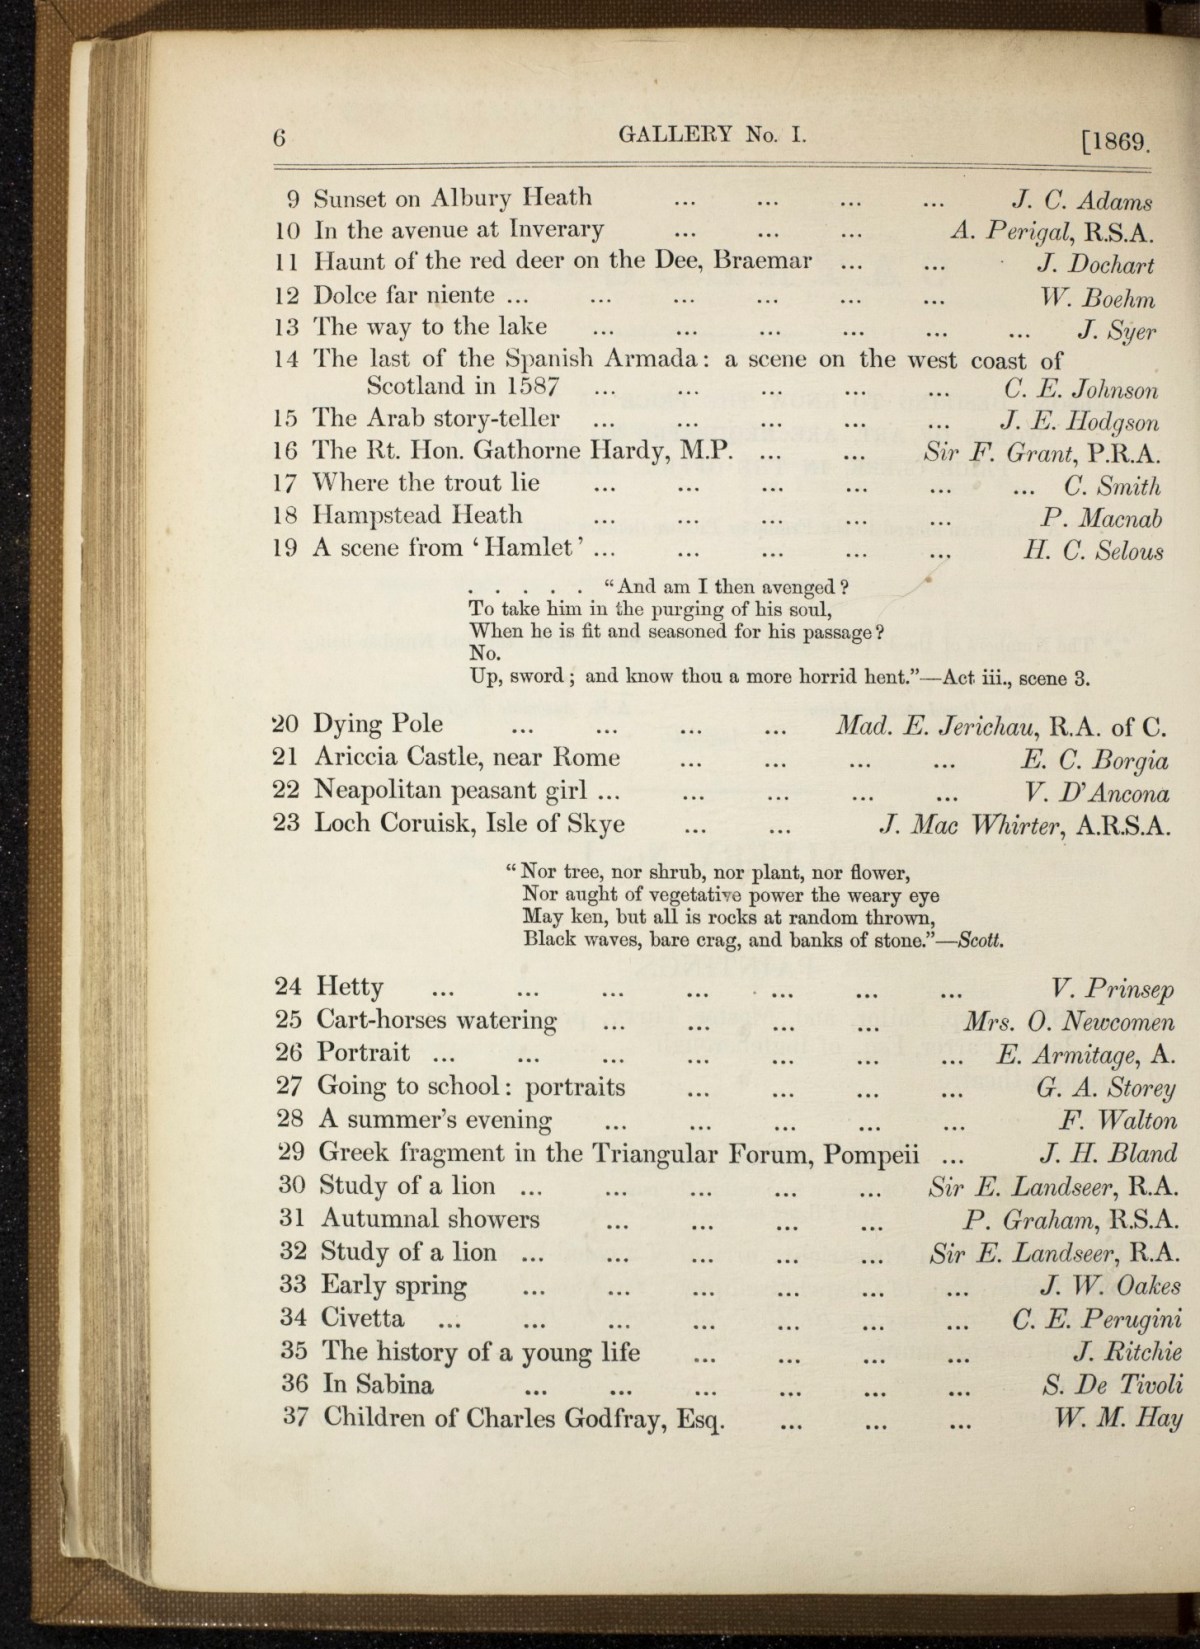 6 GALLERY No. I. [1869.
9 Sunset on Albury Heath ... ... ... ... J. C. Adams
10 In the avenue at Inverary ... ... ... A. Perigal, R.S.A.
11 Haunt of the red deer on the Dee, Braemar ... ... J. Dochart
12 Dolce far niente ... ... ... ... ... ... W. Boehm
13 The way to the lake ... ... ... ... ... ... J. Syer
14 The last of the Spanish Armada: a scene on the west coast of
Scotland in 1587 ... ... ... ... ... C. E. Johnson
15 The Arab story-teller ... ... ... ... ... J. E. Hodgson
16 The Rt. Hon. Gathorne Hardy, M.P. ... ... Sir F. Grant, P.R.A.
17 Where the trout lie ... ... ... ... ... ... C. Smith
18 Hampstead Heath ... ... ... ... ... P. Macnab
19 A scene from ‘Hamlet’ ... ... ... ... ... H. C. Selous
. . . . . “And am I then avenged?
To take him in the purging of his soul,
When he is fit and seasoned for his passage?
No.
Up, sword; and know thou a more horrid hent.”—Act iii., scene 3.
20 Dying Pole ... ... ... ... Mad. E. Jerichau, R.A. of C.
21 Ariccia Castle, near Rome ... ... ... ... E. C. Borgia
22 Neapolitan peasant girl ... ... ... ... ... V. D'Ancona
23 Loch Coruisk, Isle of Skye ... ... J. Mac Whirter, A.R.S.A.
“Nor tree, nor shrub, nor plant, nor flower,
Nor aught of vegetative power the weary eye
May ken, but all is rocks at random thrown,
Black waves, bare crag, and banks of stone.”—Scott.
24 Hetty ... ... ... ... ... ... ... V. Prinsep
25 Cart-horses watering ... ... ... ... Mrs. O. Newcomen
26 Portrait ... ... ... ... ... ... ... E. Armitage, A.
27 Going to school: portraits ... ... ... ... G. A. Storey
28 A summer's evening ... ... ... ... ... F. Walton
29 Greek fragment in the Triangular Forum, Pompeii ... J. H. Bland
30 Study of a lion ... ... ... ... ... Sir E. Landseer, R.A.
31 Autumnal showers ... ... ... ... P. Graham, R.S.A.
32 Study of a lion ... ... ... ... ... Sir E. Landseer, R.A.
33 Early spring ... ... ... ... ... ... J. W. Oakes
34 Civetta ... ... ... ... ... ... ... C. E. Perugini
35 The history of a young life ... ... ... ... J. Ritchie
36 In Sabina ... ... ... ... ... ... S. De Tivoli
37 Children of Charles Godfray, Esq. ... ... ... W. M. Hay